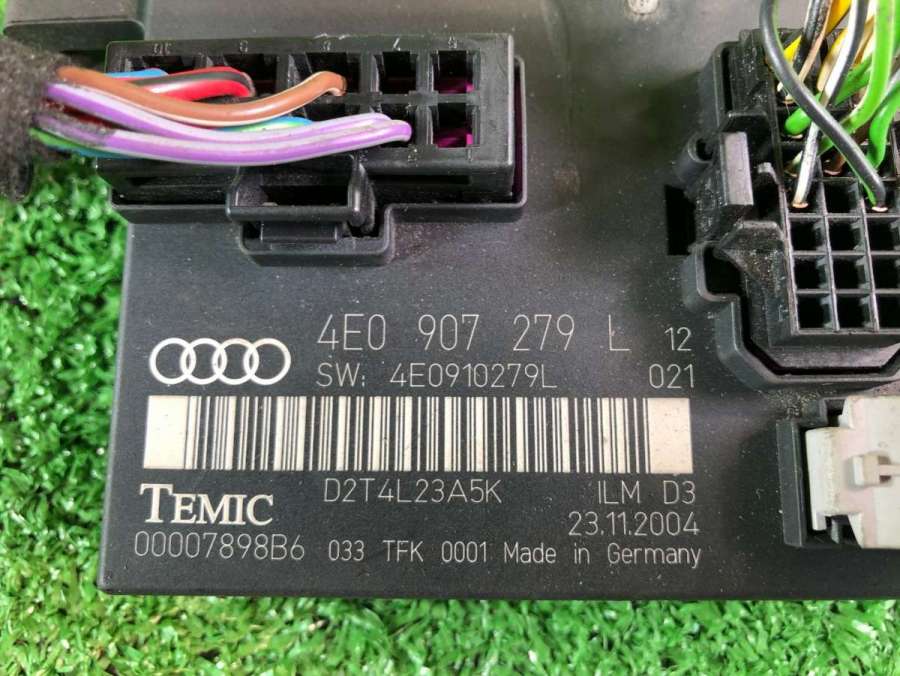 4E0 907 279 L 12
SW: 4E0910279L 021
D2T4L23A5K ILM D3
TEMIC 23.11.2004
00007898B6 033 TFK 0001 Made in Germany